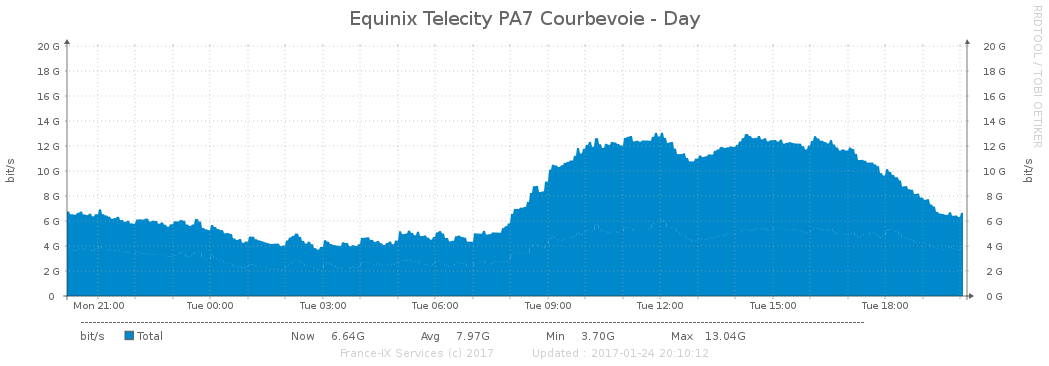 Equinix Telecity PA7 Courbevoie - Day
RRDTOOL / TOBI OETIKER
20 G 20 G
18 G 18 G
16 G 16 G
14 G 14 G
12 G 12 G
10 G 10 G
8 G 8 G
6 G 6 G
4 G 4 G
2 G 2 G
0 0 G
bit/s bit/s
Mon 21:00 Tue 00:00 Tue 03:00 Tue 06:00 Tue 09:00 Tue 12:00 Tue 15:00 Tue 18:00
bit/s Total Now 6.64G Avg 7.97G Min 3.70G Max 13.04G
France-IX Services (c) 2017 Updated : 2017-01-24 20:10:12